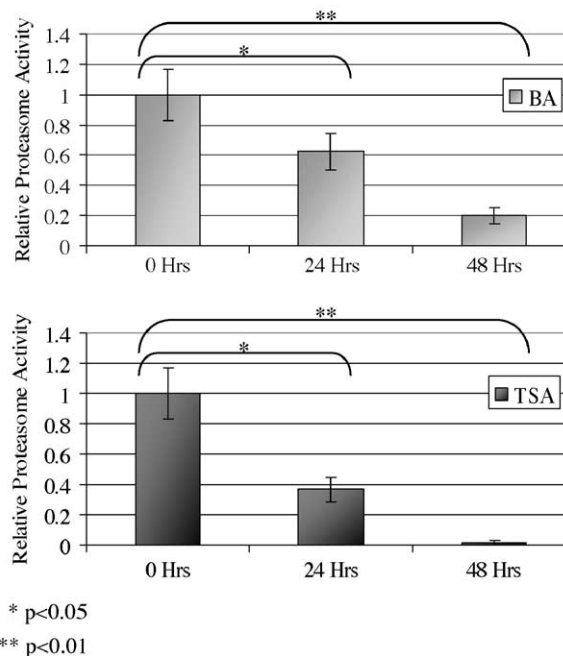 **
1.4
1.2
*
1
0.8
0.6
0.4
0.2
0
Relative Proteasome Activity
BA
0 Hrs 24 Hrs 48 Hrs
**
1.4
1.2
*
1
0.8
0.6
0.4
0.2
0
Relative Proteasome Activity
TSA
0 Hrs 24 Hrs 48 Hrs
* p<0.05
** p<0.01